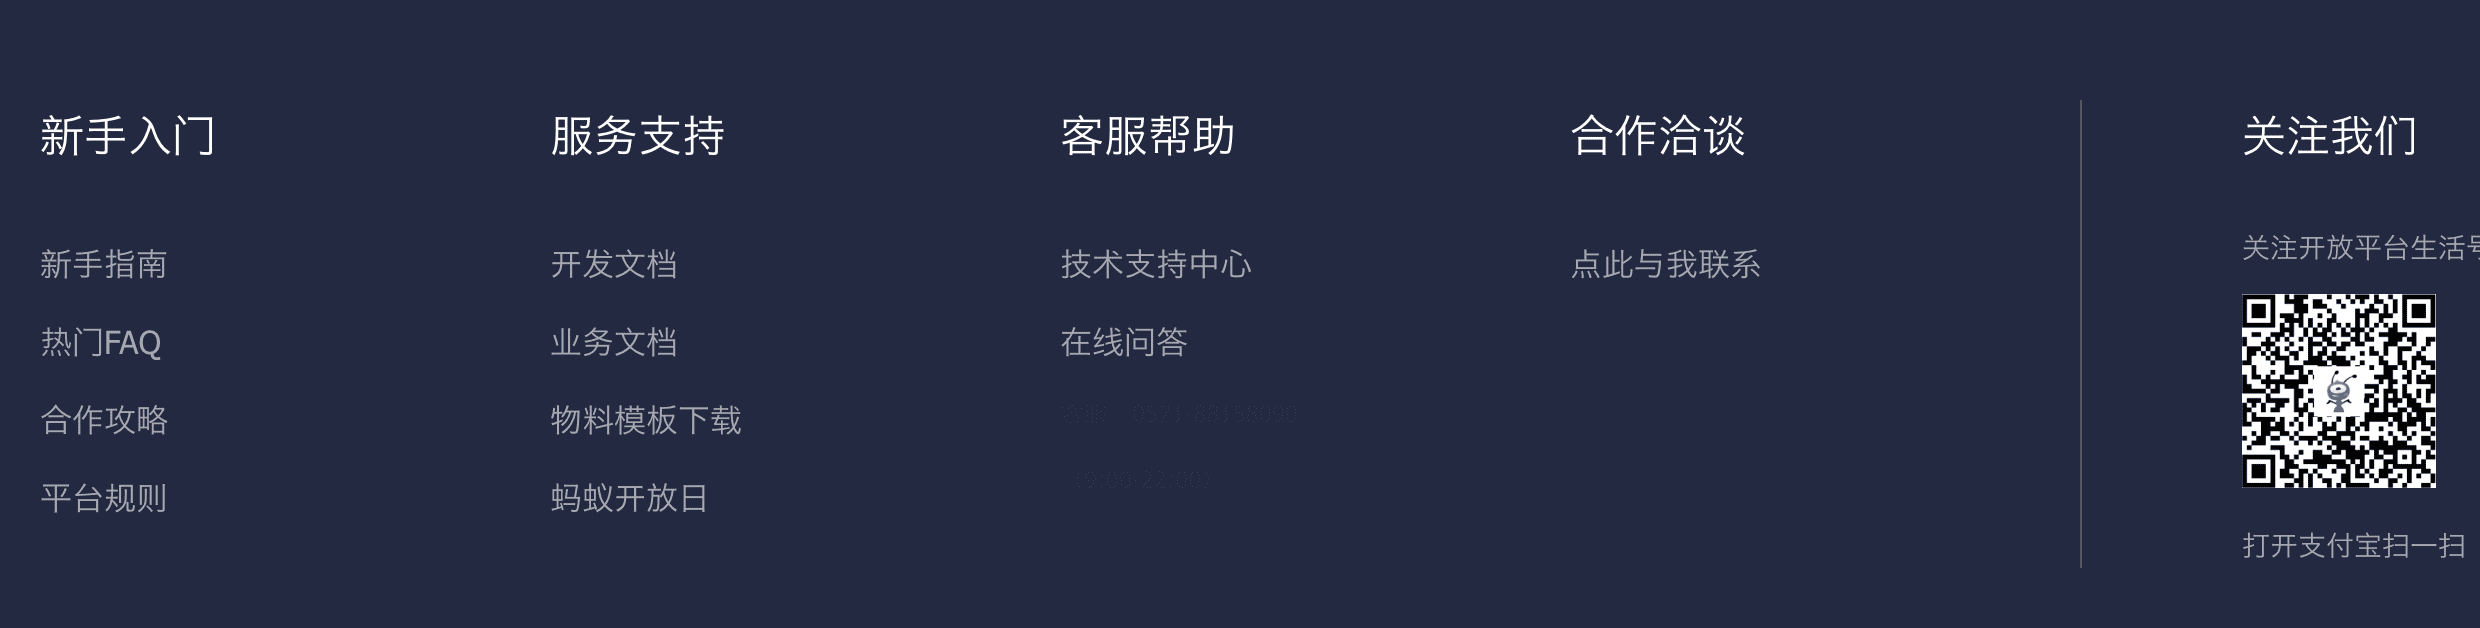 新手入门
新手指南
热门FAQ
合作攻略
平台规则
服务支持
开发文档
业务文档
物料模板下载
蚂蚁开放日
客服帮助
技术支持中心
在线问答
0571-88158090
(9:00-22:00)
合作洽谈
点此与我联系
关注我们
关注开放平台生活号
打开支付宝扫一扫